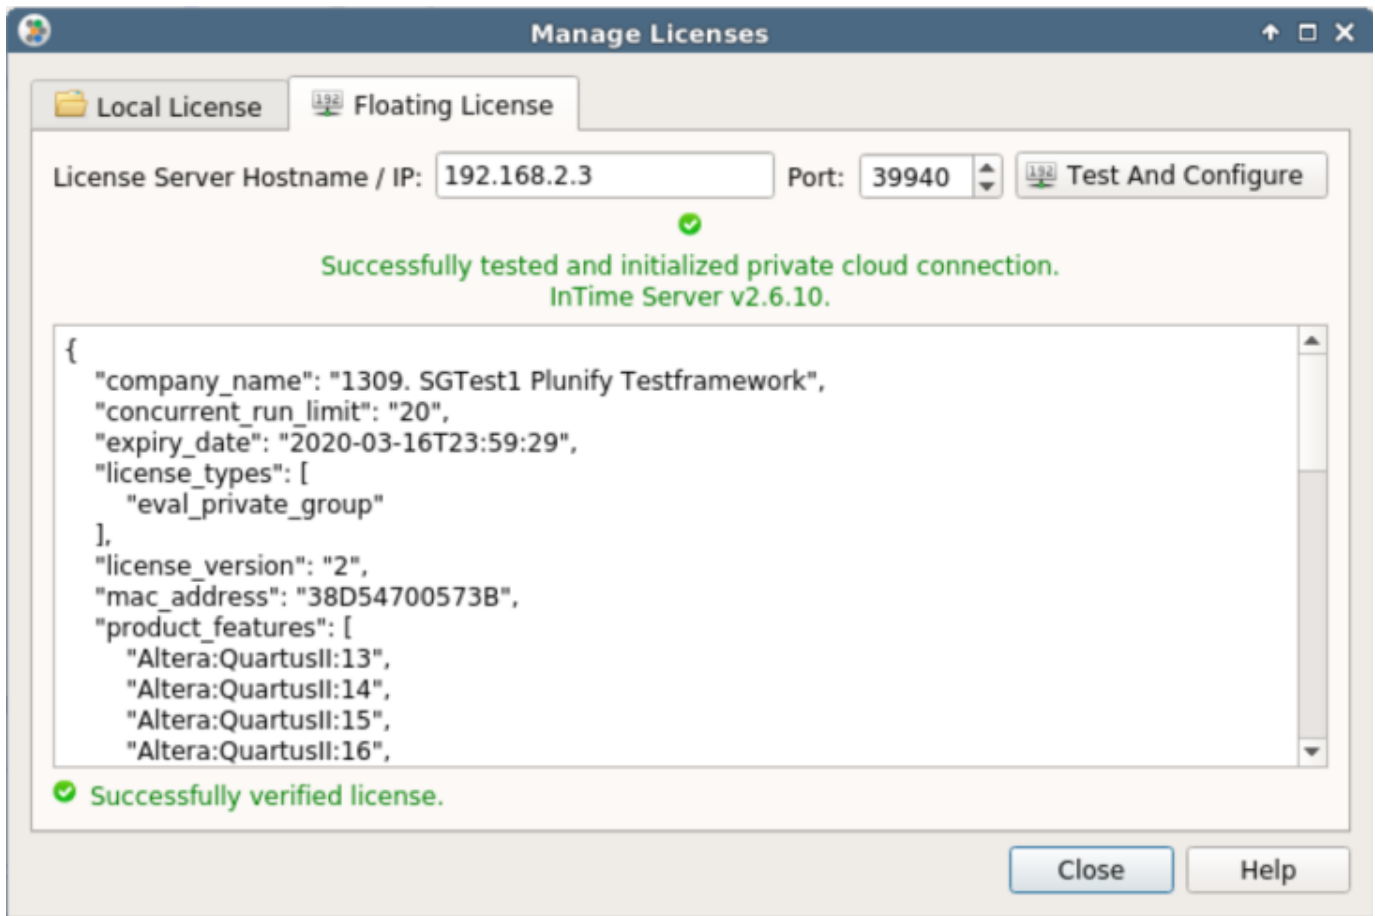 Manage Licenses
Local License
Floating License
License Server Hostname / IP: 192.168.2.3 Port: 39940 Test And Configure
Successfully tested and initialized private cloud connection.
InTime Server v2.6.10.
{
"company_name": "1309. SGTest1 Plunify Testframework",
"concurrent_run_limit": "20",
"expiry_date": "2020-03-16T23:59:29",
"license_types": [
"eval_private_group"
],
"license_version": "2",
"mac_address": "38D54700573B",
"product_features": [
"Altera:QuartusII:13",
"Altera:QuartusII:14",
"Altera:QuartusII:15",
"Altera:QuartusII:16",
Successfully verified license.
Close
Help